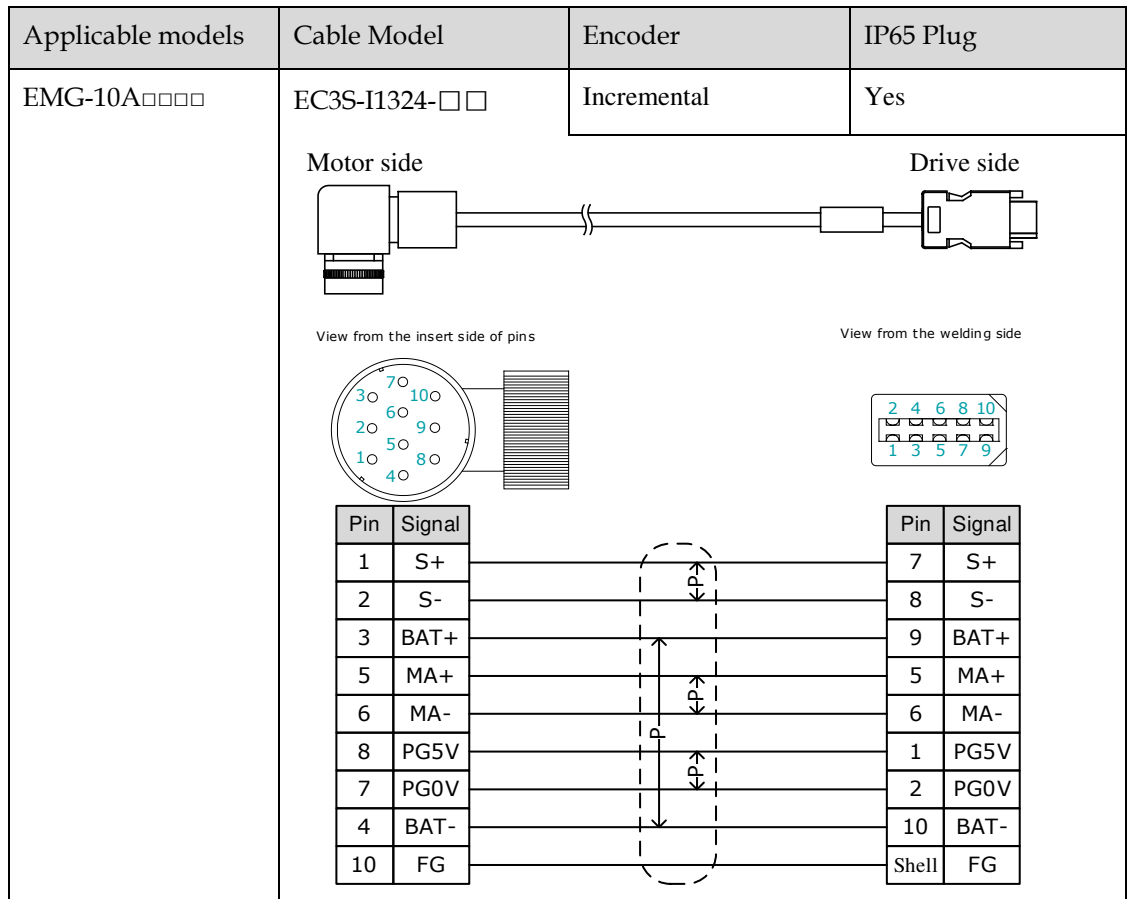 Applicable models Cable Model Encoder IP65 Plug
EMG-10A□□□□ EC3S-I1324-□□ Incremental Yes
Motor side Drive side
View from the insert side of pins View from the welding side
7
3 10
6
2 9
5
1 8
4
2 4 6 8 10
1 3 5 7 9
Pin Signal Pin Signal
1 S+ P 7 S+
2 S- 8 S-
3 BAT+ 9 BAT+
5 MA+ P 5 MA+
6 MA- 6 MA-
8 PG5V P P 1 PG5V
7 PG0V 2 PG0V
4 BAT- 10 BAT-
10 FG Shell FG